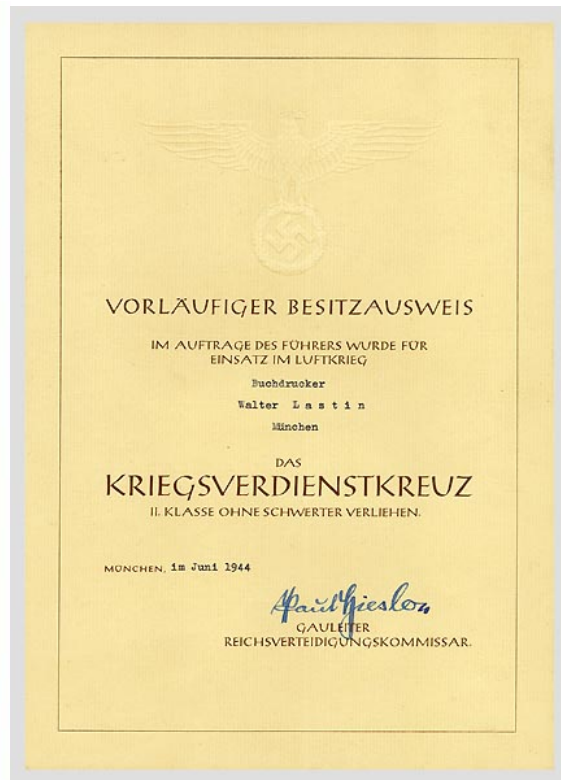 VORLÄUFIGER BESITZAUSWEIS
IM AUFTRAGE DES FÜHRERS WURDE FÜR
EINSATZ IM LUFTKRIEG
Buchdrucker
Walter L a s t i n
München
DAS
KRIEGSVERDIENSTKREUZ
II. KLASSE OHNE SCHWERTER VERLIEHEN.
MÜNCHEN, im Juni 1944
Paul Giesler
GAULEITER
REICHSVERTEIDIGUNGSKOMMISSAR.